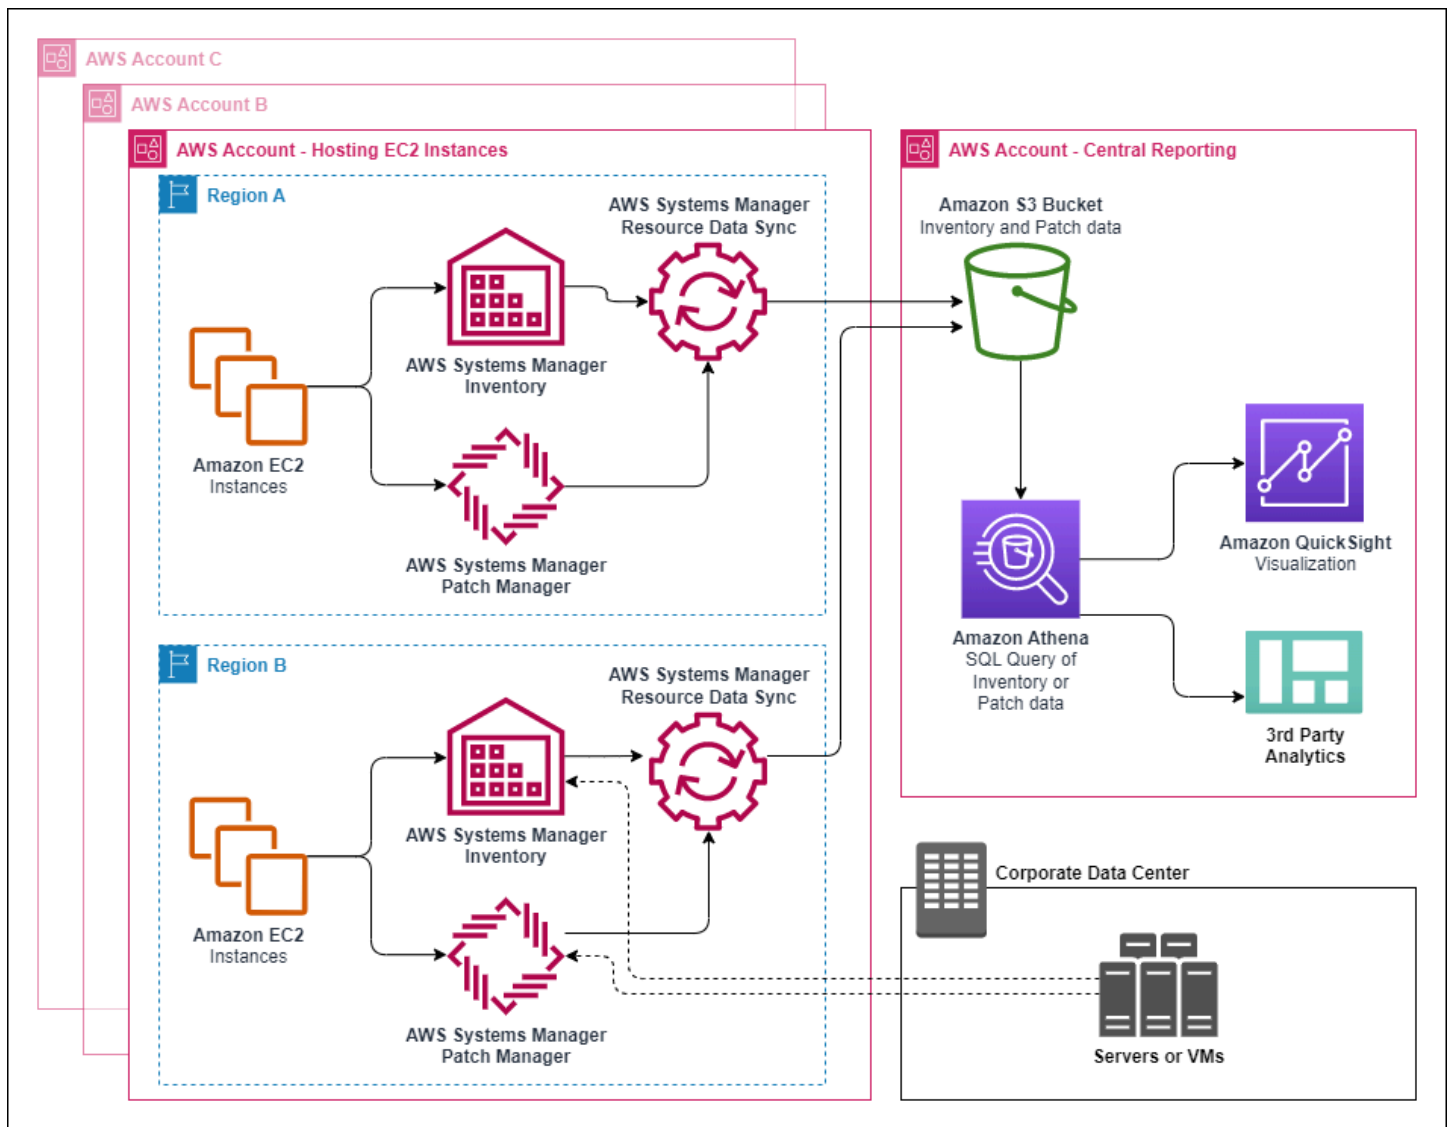 AWS Account C
AWS Account B
AWS Account - Hosting EC2 Instances
Region A
AWS Systems Manager
Resource Data Sync
AWS Systems Manager
Inventory
Amazon EC2
Instances
AWS Systems Manager
Patch Manager
Region B
AWS Systems Manager
Resource Data Sync
AWS Systems Manager
Inventory
Amazon EC2
Instances
AWS Systems Manager
Patch Manager
AWS Account - Central Reporting
Amazon S3 Bucket
Inventory and Patch data
Amazon QuickSight
Visualization
Amazon Athena
SQL Query of
Inventory or
Patch data
3rd Party
Analytics
Corporate Data Center
Servers or VMs